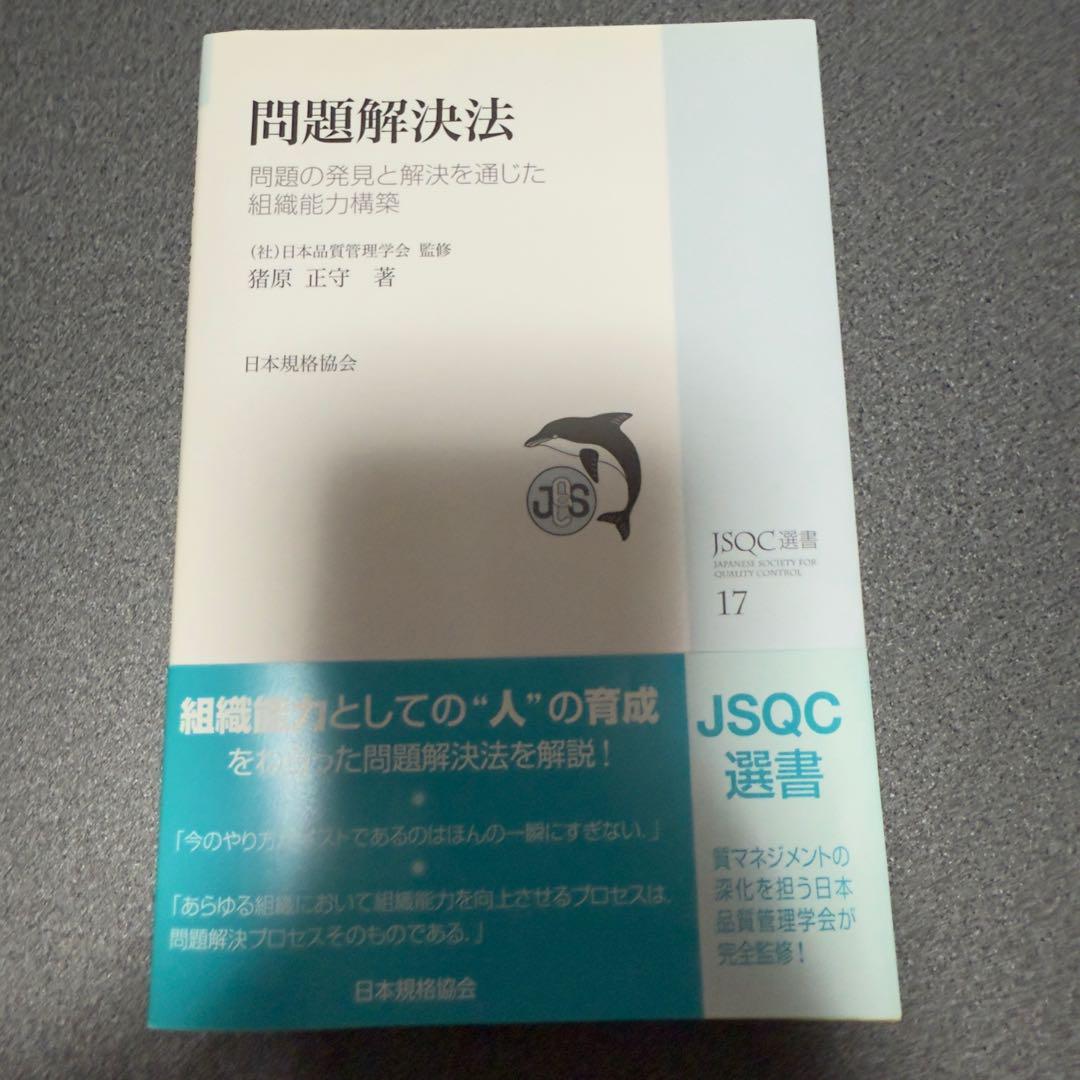 問題解決法
問題の発見と解決を通じた
組織能力構築
(社)日本品質管理学会 監修
猪原 正守 著
日本規格協会
JSQC選書
JAPANESE SOCIETY FOR
QUALITY CONTROL
17
組織能力としての“人”の育成
をねらった問題解決法を解説!
「今のやり方がベストであるのはほんの一瞬にすぎない.」
「あらゆる組織において組織能力を向上させるプロセスは,
問題解決プロセスそのものである.」
日本規格協会
JSQC
選書
質マネジメントの
深化を担う日本
品質管理学会が
完全監修!